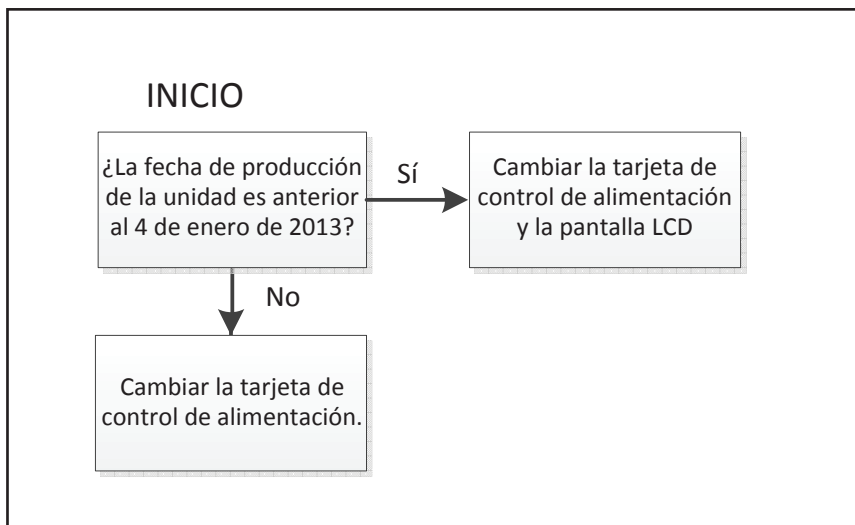 INICIO
¿La fecha de producción
de la unidad es anterior
al 4 de enero de 2013?
Sí
Cambiar la tarjeta de
control de alimentación
y la pantalla LCD
No
Cambiar la tarjeta de
control de alimentación.